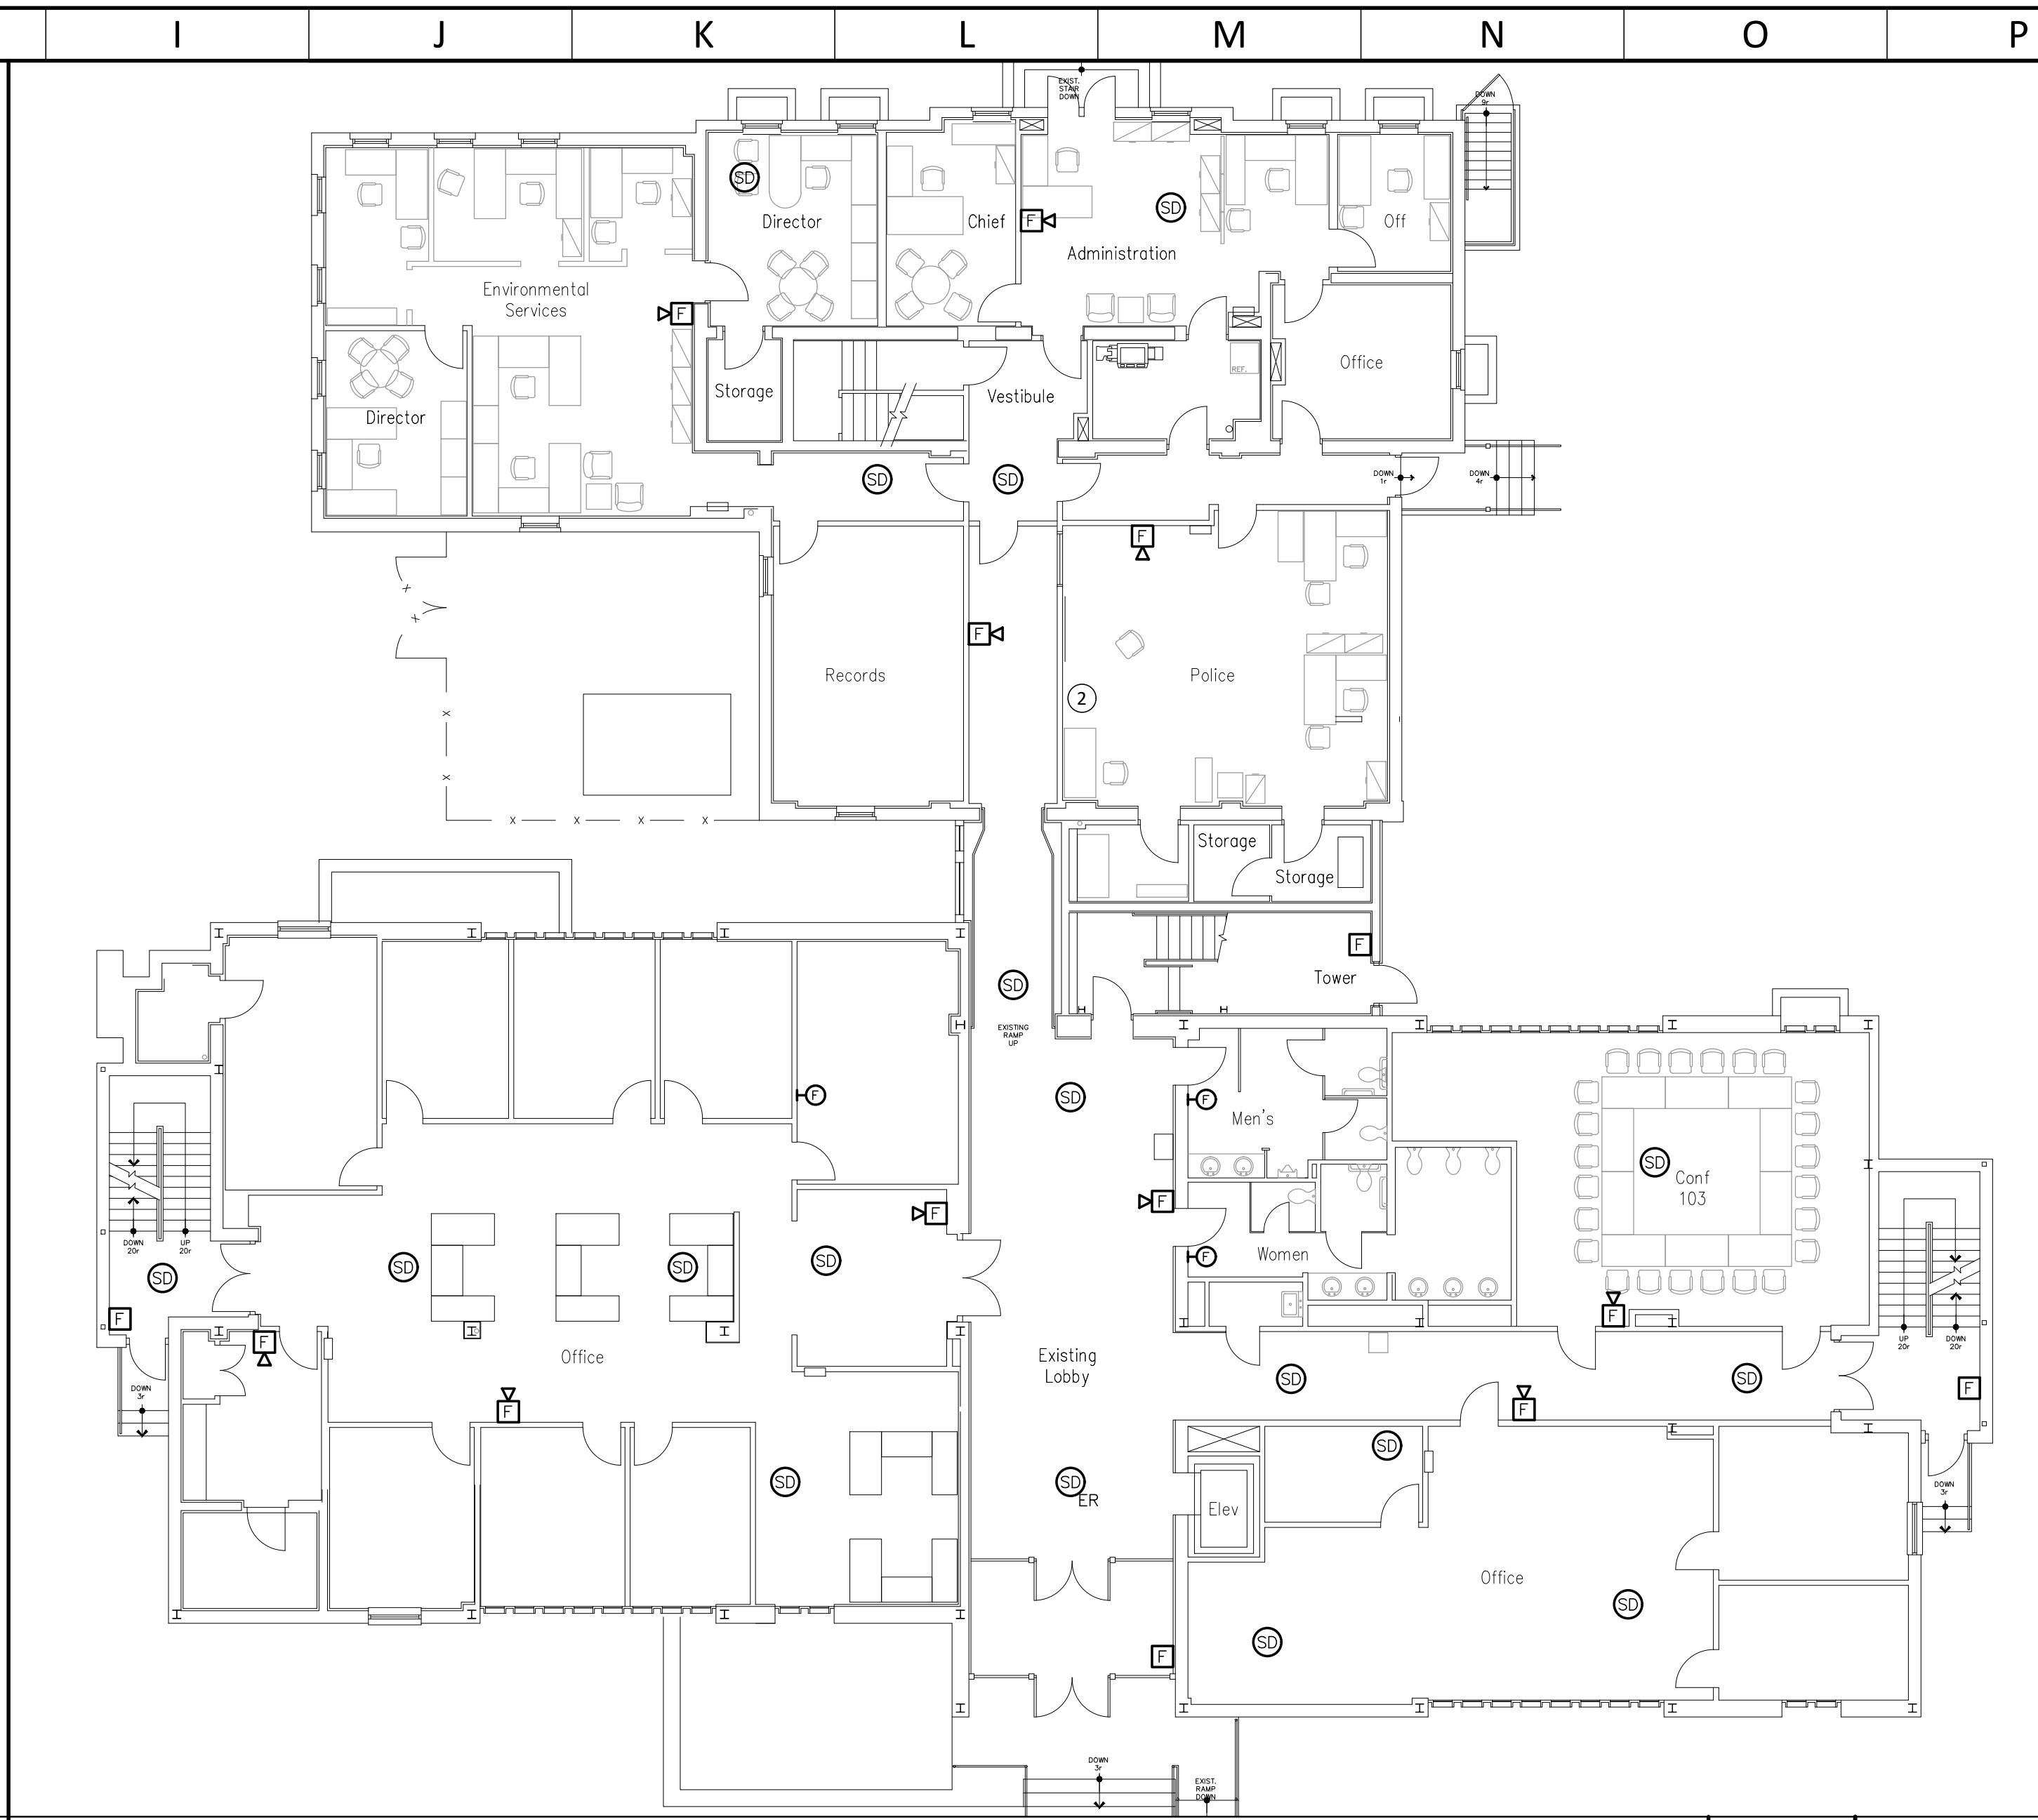 I J K L M N O P
EXIST.
STAIR
DOWN
DOWN
9r
SD
SD
Director
Chief
F
Off
Administration
Environmental
Services
F
Office
REF.
Storage
Vestibule
Director
SD
SD
DOWN
1r
DOWN
4r
F
F
Records
Police
2
Storage
Storage
F
Tower
SD
EXISTING
RAMP
UP
F
SD
F
Men's
SD
Conf
103
F
F
DOWN
20r
UP
20r
SD
SD
SD
SD
F
Women
F
F
F
UP
20r
DOWN
20r
Office
Existing
Lobby
DOWN
3r
SD
SD
F
F
F
SD
SD
SD
ER
Elev
DOWN
3r
Office
SD
SD
F
DOWN
3r
EXIST.
RAMP
DOWN